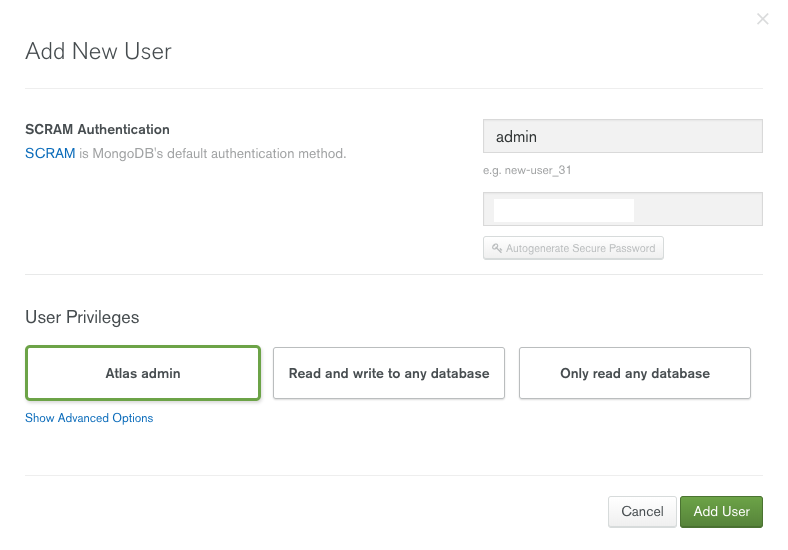 Add New User
SCRAM Authentication
SCRAM is MongoDB's default authentication method.
admin
e.g. new-user_31
Autogenerate Secure Password
User Privileges
Atlas admin
Read and write to any database
Only read any database
Show Advanced Options
Cancel
Add User